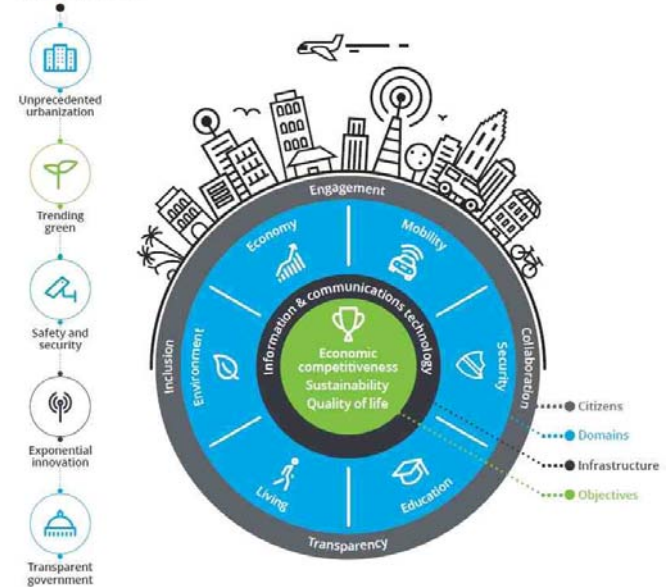 Unprecedented
urbanization
Trending
green
Safety and
security
Exponential
innovation
Transparent
government
Engagement
Economy
Mobility
Information & communications technology
Economic
competitiveness
Sustainability
Quality of life
Inclusion
Environment
Security
Collaboration
Living
Education
Transparency
Citizens
Domains
Infrastructure
Objectives